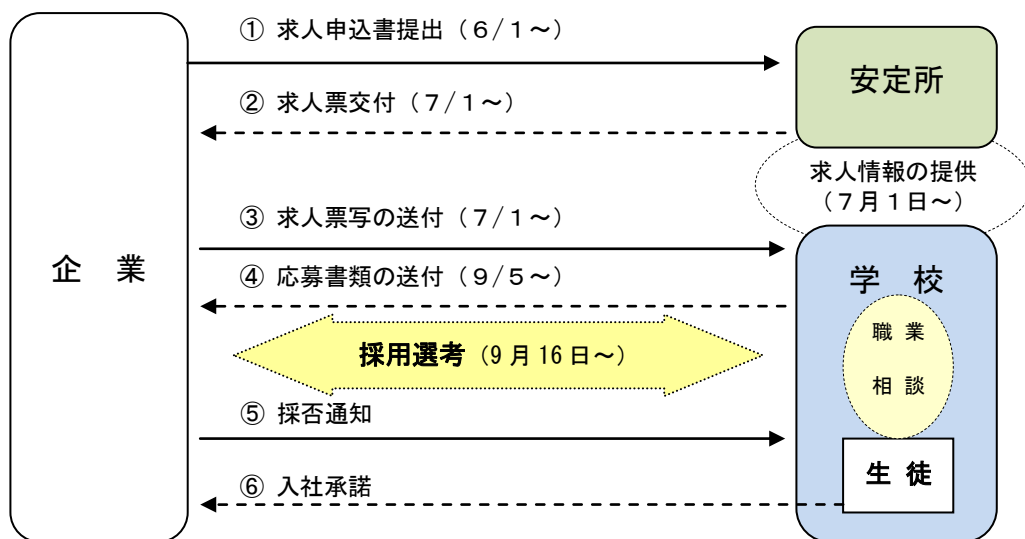 ① 求人申込書提出（６/１～）
安定所
② 求人票交付（７/１～）
求人情報の提供
（７月１日～）
③ 求人票写の送付（７/１～）
企　業
学　校
④ 応募書類の送付（９/５～）
職 業
相 談
採用選考（9 月 16 日～）
⑤ 採否通知
生 徒
⑥ 入社承諾